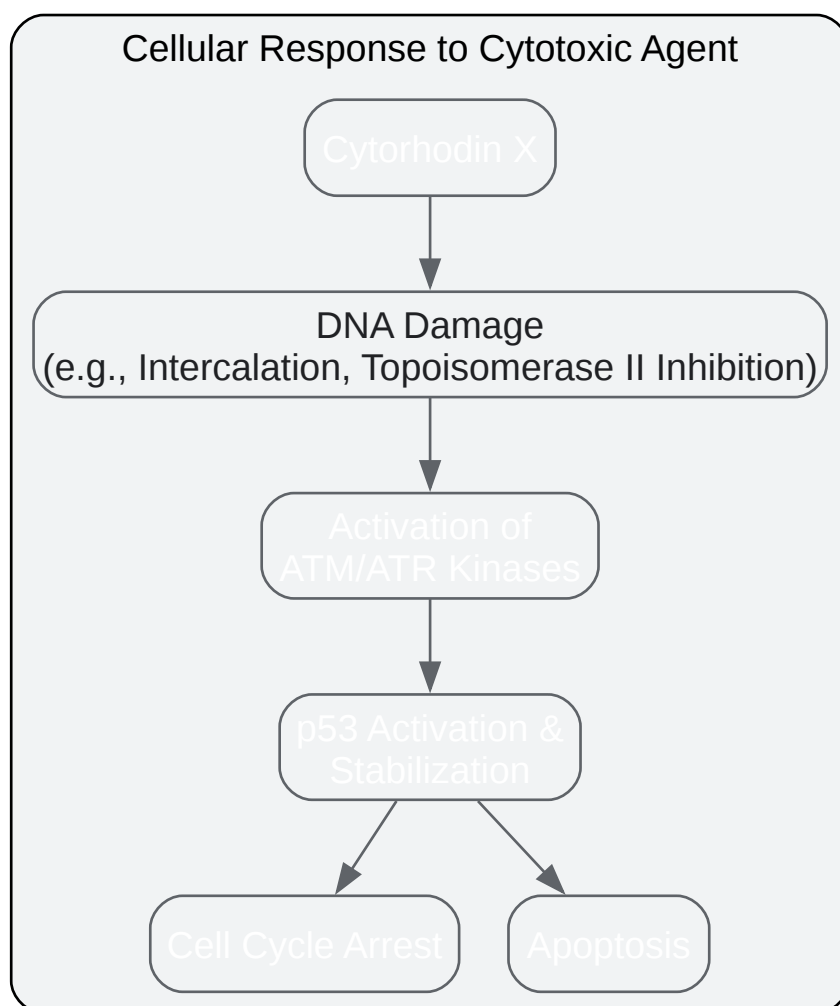 Cellular Response to Cytotoxic Agent
Cytorhodin X
DNA Damage
(e.g., Intercalation, Topoisomerase II Inhibition)
Activation of
ATM/ATR Kinases
p53 Activation &
Stabilization
Cell Cycle Arrest
Apoptosis